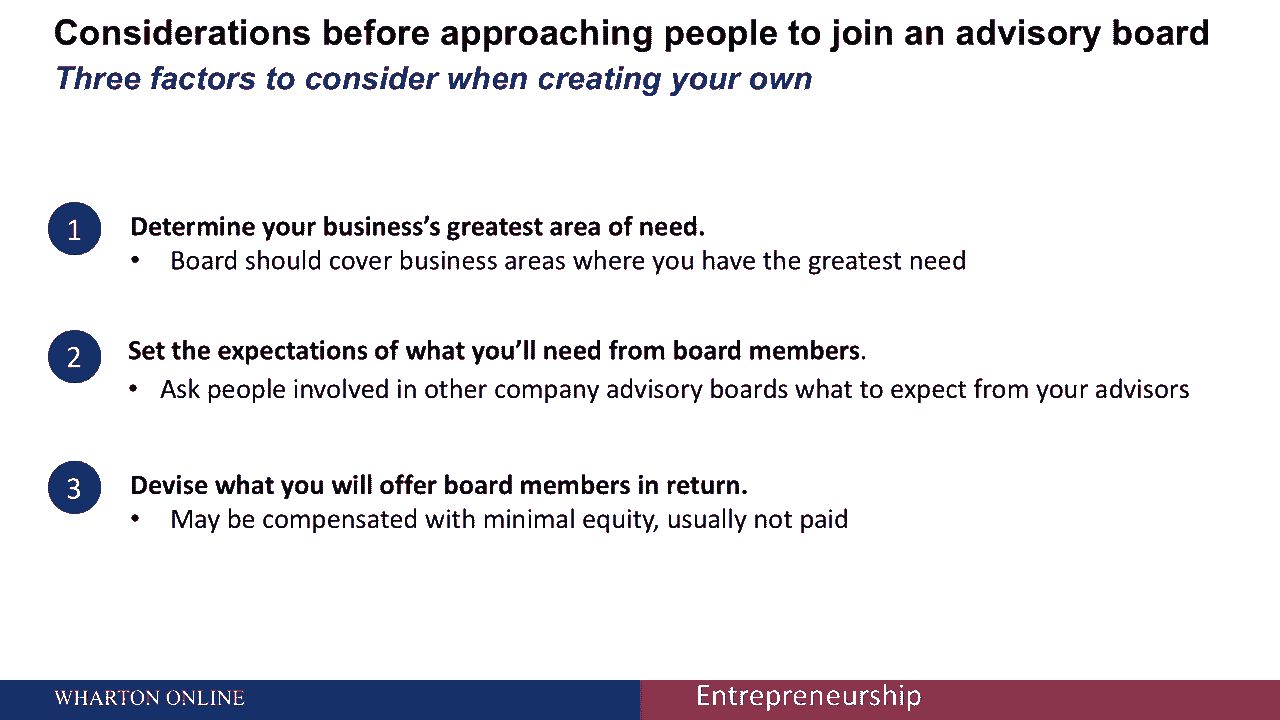 Considerations before approaching people to join an advisory board
Three factors to consider when creating your own
1
Determine your business’s greatest area of need.
• Board should cover business areas where you have the greatest need
2
Set the expectations of what you’ll need from board members.
• Ask people involved in other company advisory boards what to expect from your advisors
3
Devise what you will offer board members in return.
• May be compensated with minimal equity, usually not paid
WHARTON ONLINE
Entrepreneurship